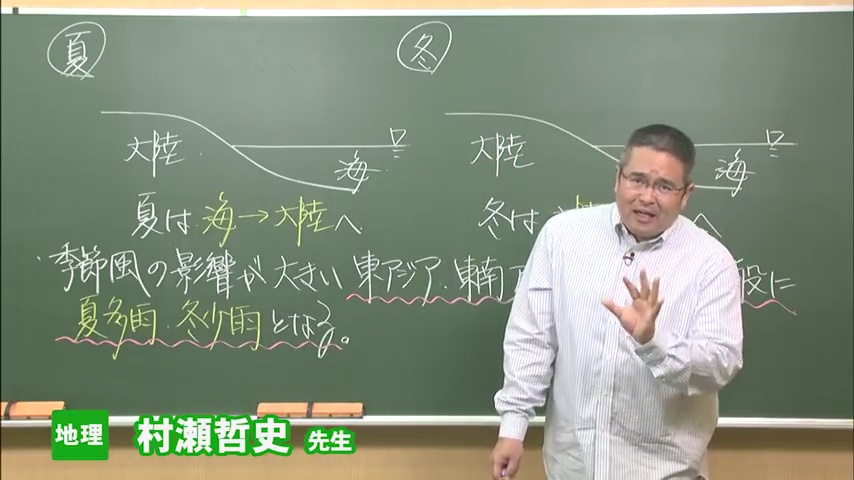 夏
冬
大陸
海
大陸
海
夏は 海→大陸へ
冬は へ
季節風の影響が大きい 東アジア・東南 般に
夏多雨・冬少雨となる。
地理 村瀬哲史 先生